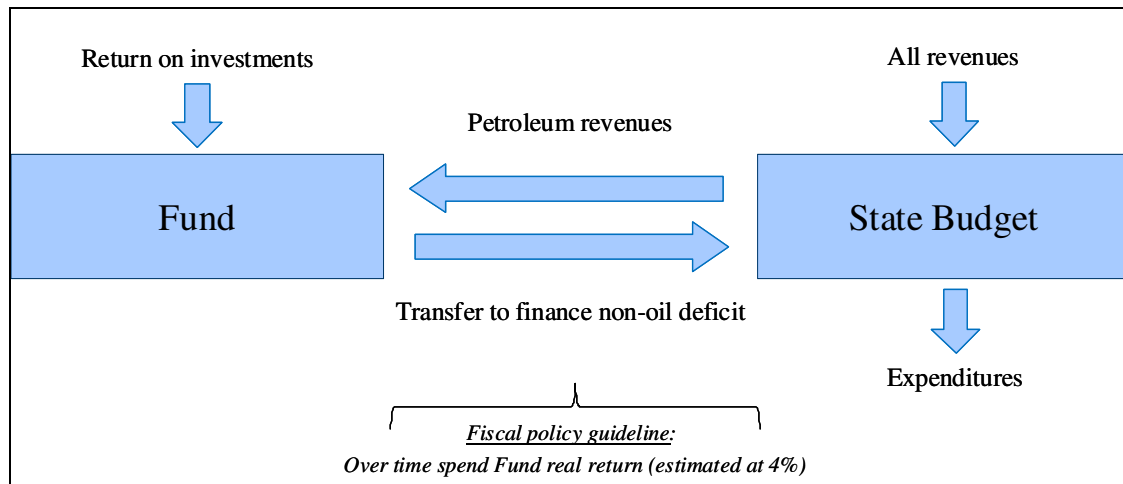 Return on investments
All revenues
Petroleum revenues
Fund
State Budget
Transfer to finance non-oil deficit
Expenditures
Fiscal policy guideline:
Over time spend Fund real return (estimated at 4%)